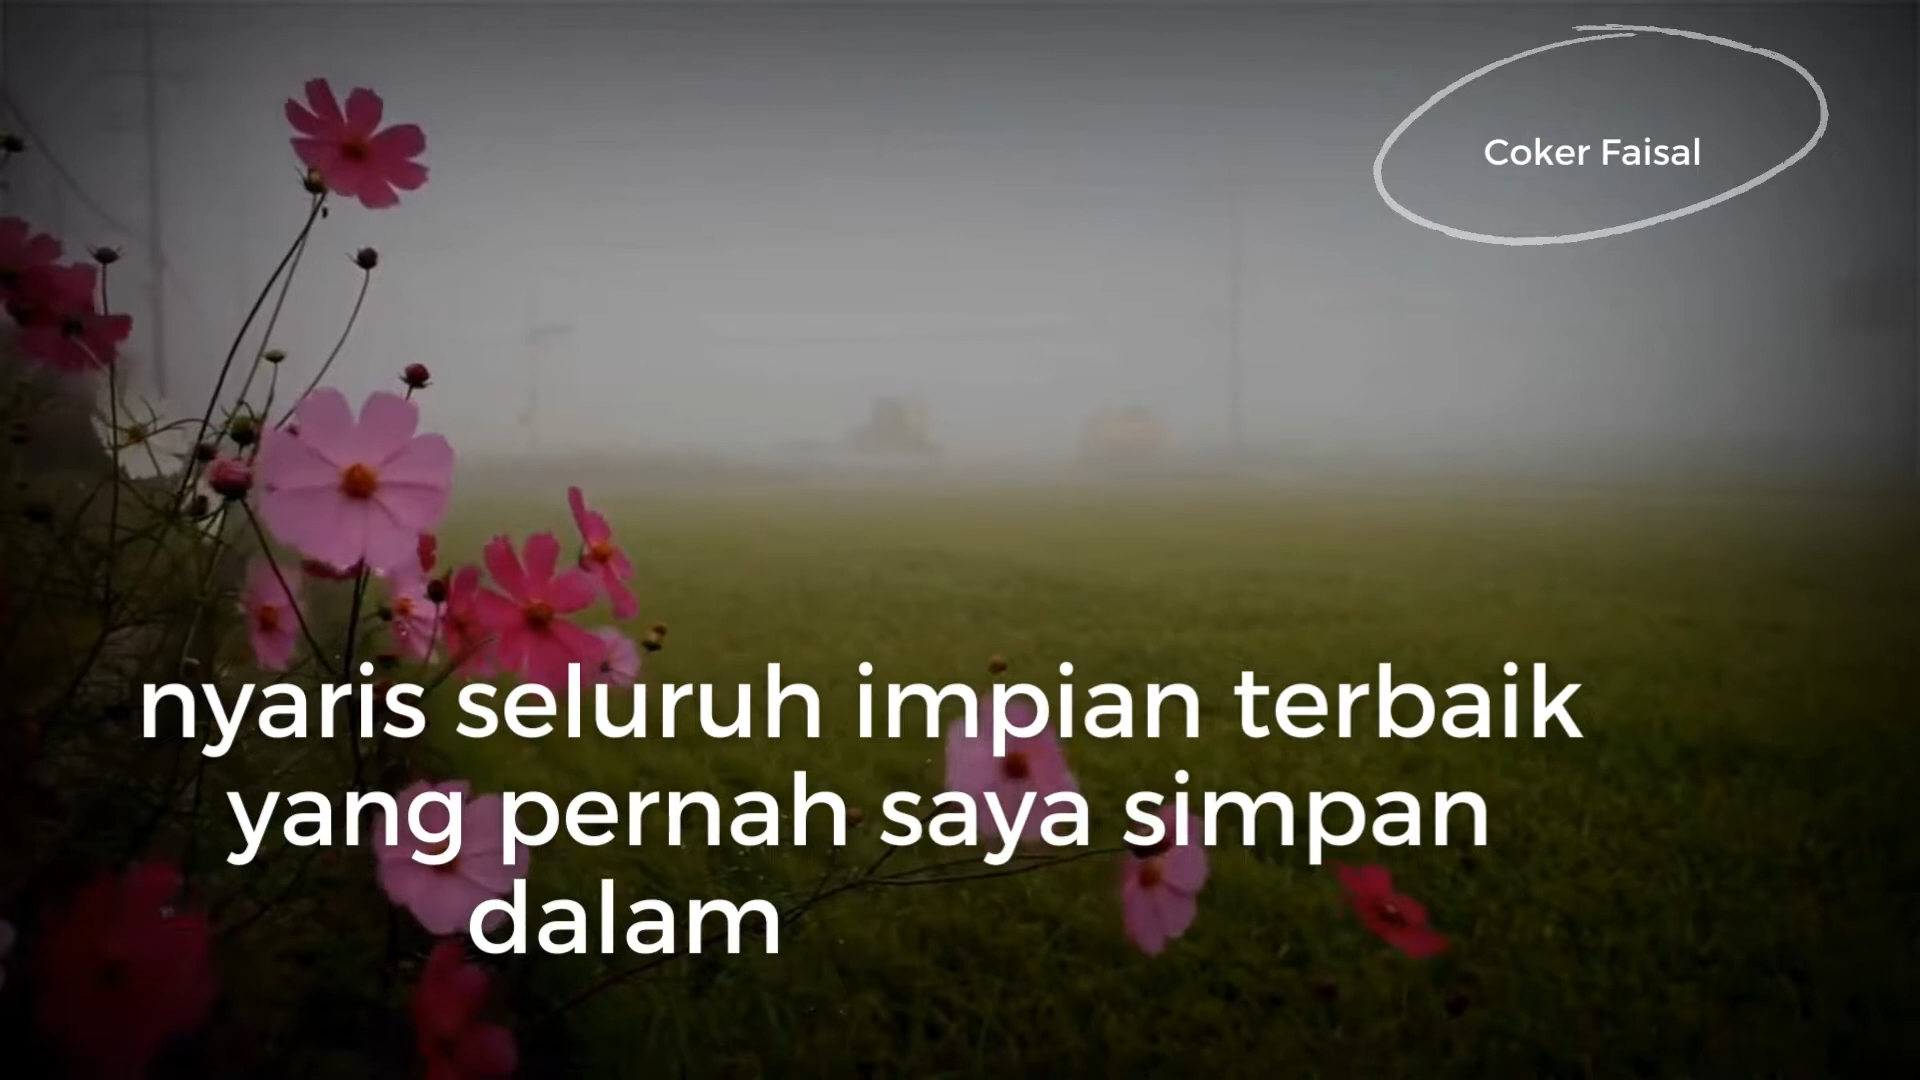 Coker Faisal
nyaris seluruh impian terbaik
yang pernah saya simpan
dalam